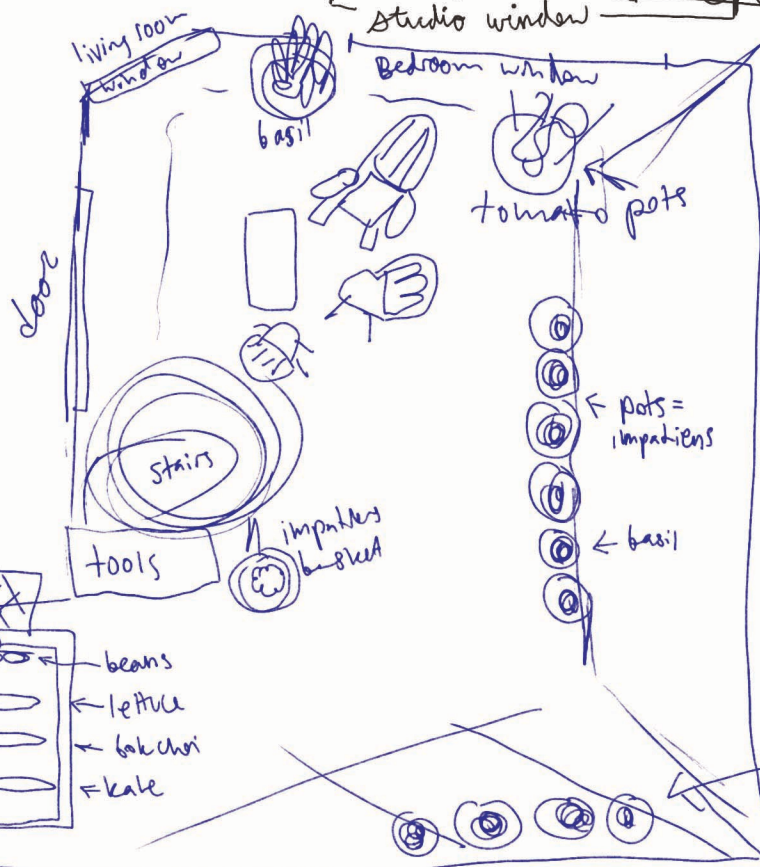 studio window
living room
window
Bedroom window
basil
tomato pots
door
pots =
impatiens
stairs
impatiens
basket
basil
tools
beans
lettuce
bok choi
kale